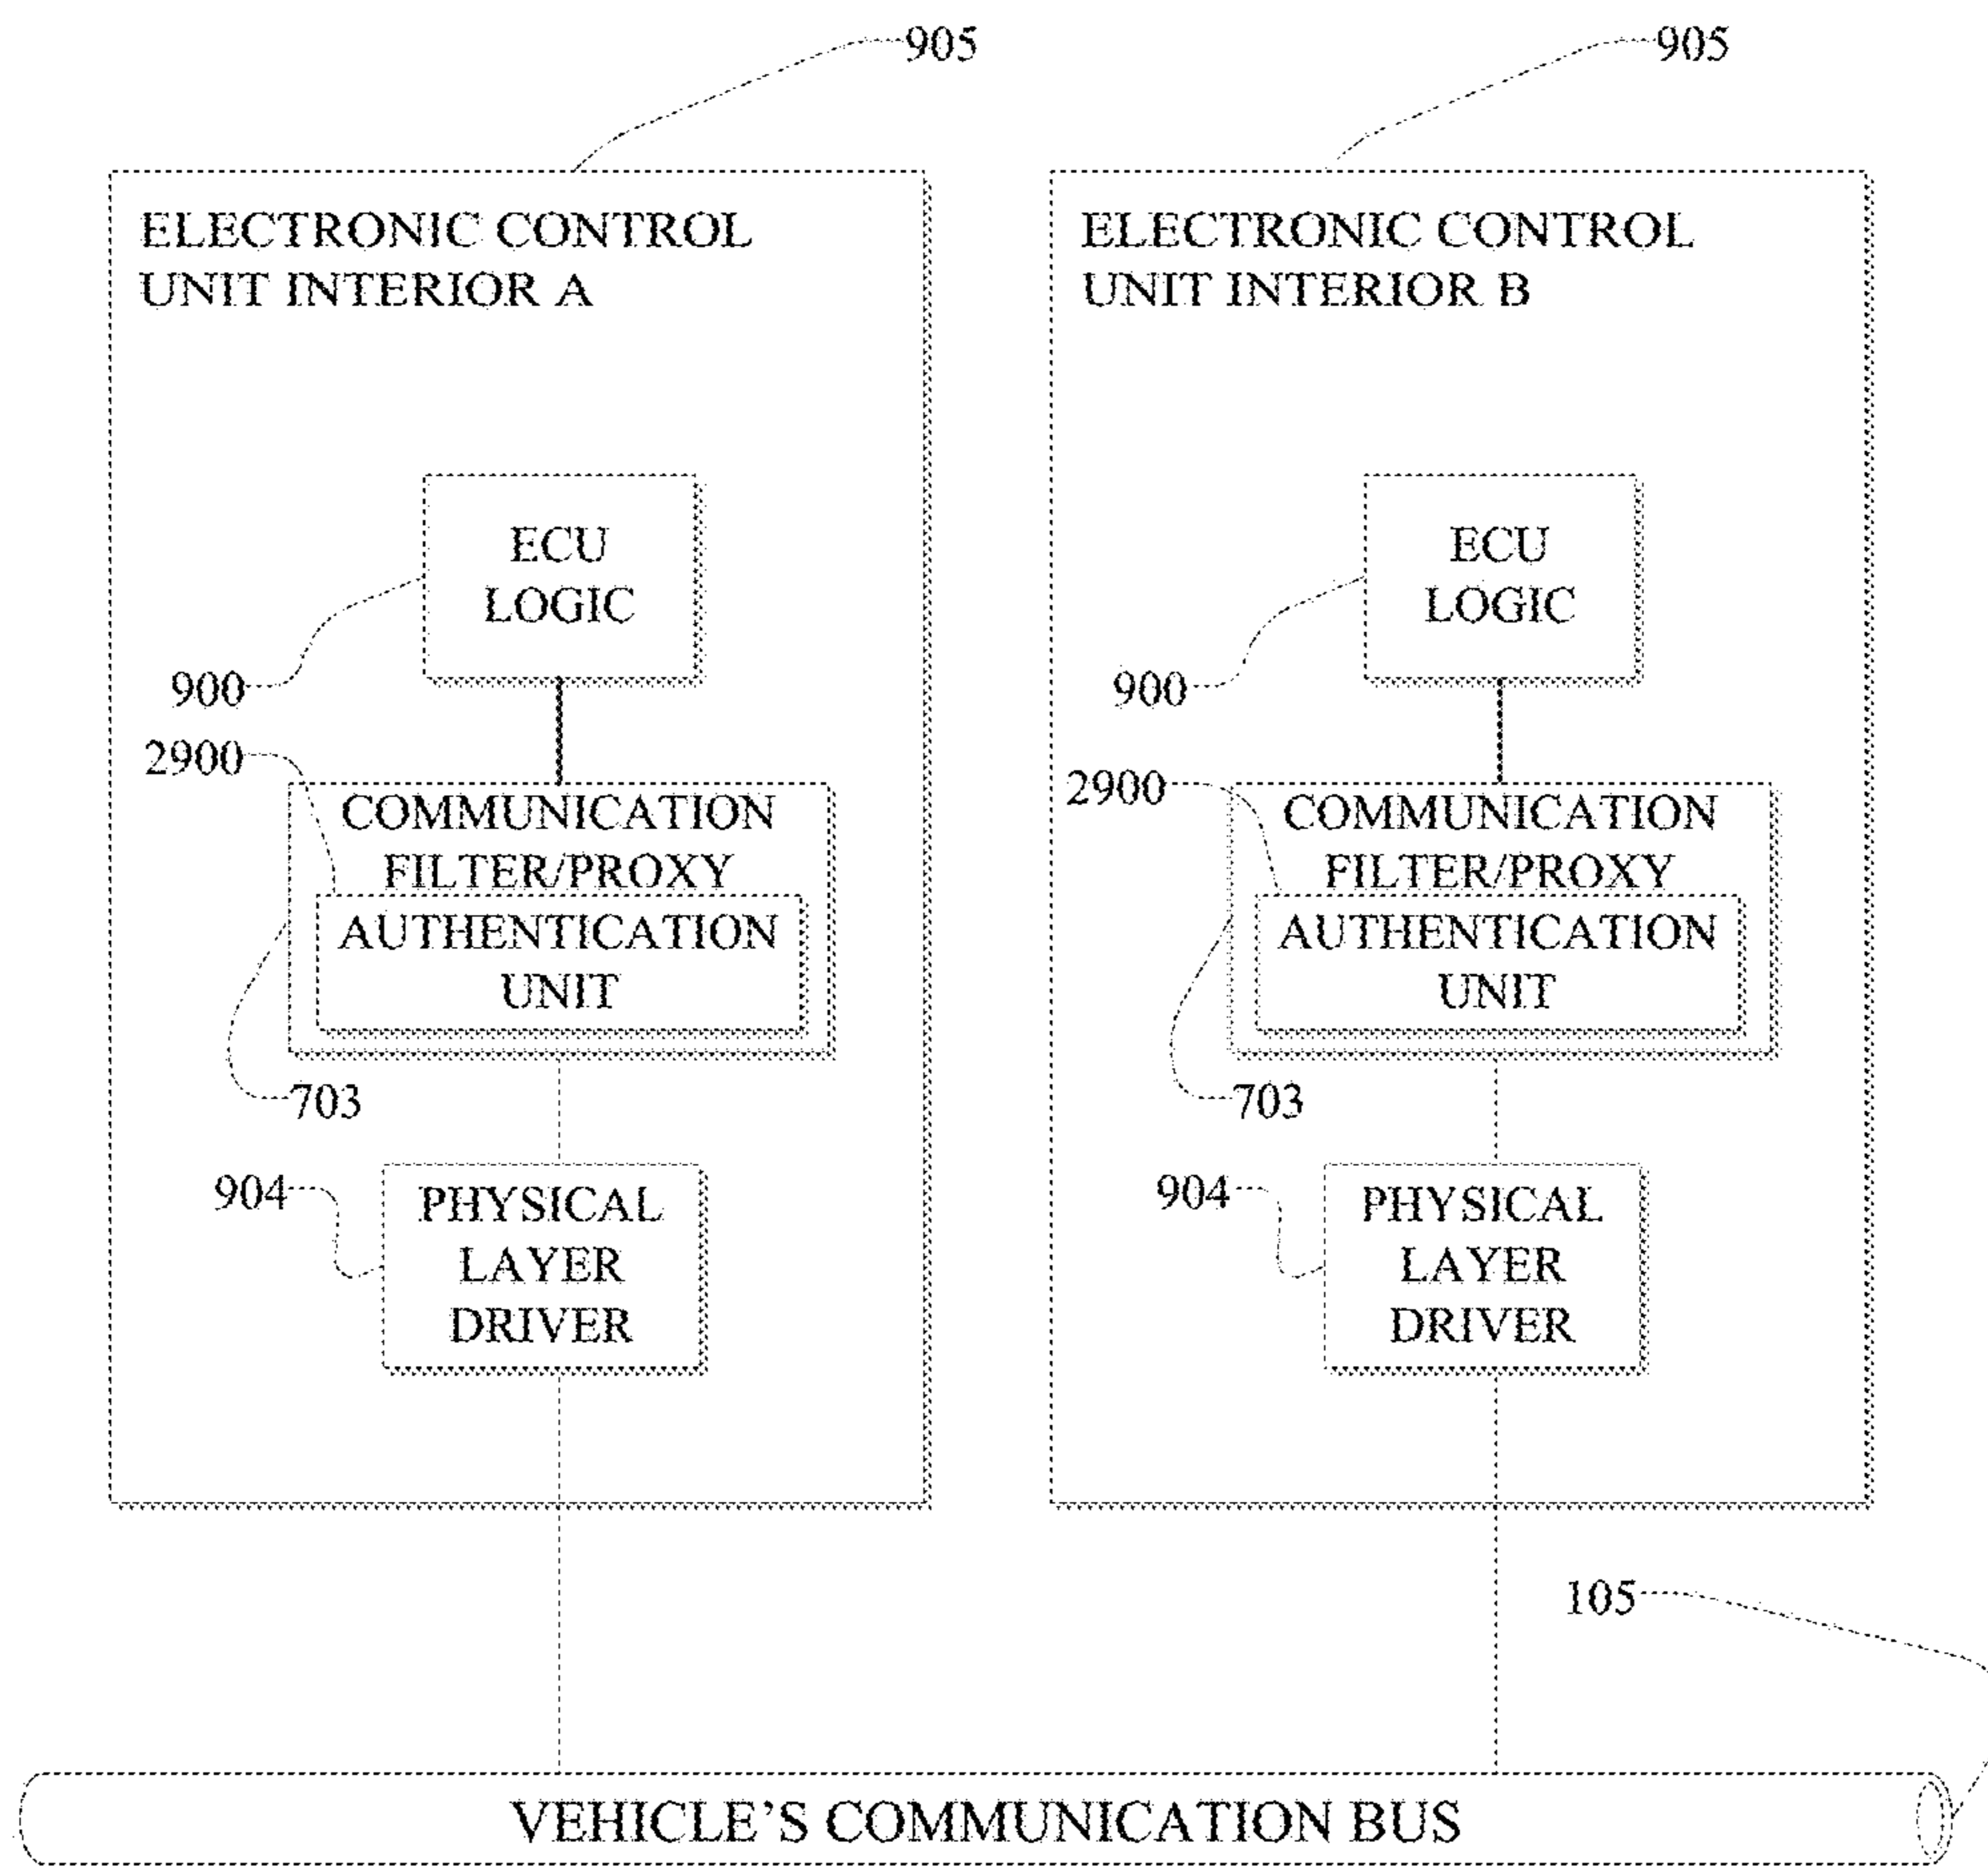 905
905
ELECTRONIC CONTROL
UNIT INTERIOR A
ELECTRONIC CONTROL
UNIT INTERIOR B
ECU
LOGIC
900
2900
COMMUNICATION
FILTER/PROXY
AUTHENTICATION
UNIT
703
904
PHYSICAL
LAYER
DRIVER
ECU
LOGIC
900
2900
COMMUNICATION
FILTER/PROXY
AUTHENTICATION
UNIT
703
904
PHYSICAL
LAYER
DRIVER
105
VEHICLE'S COMMUNICATION BUS